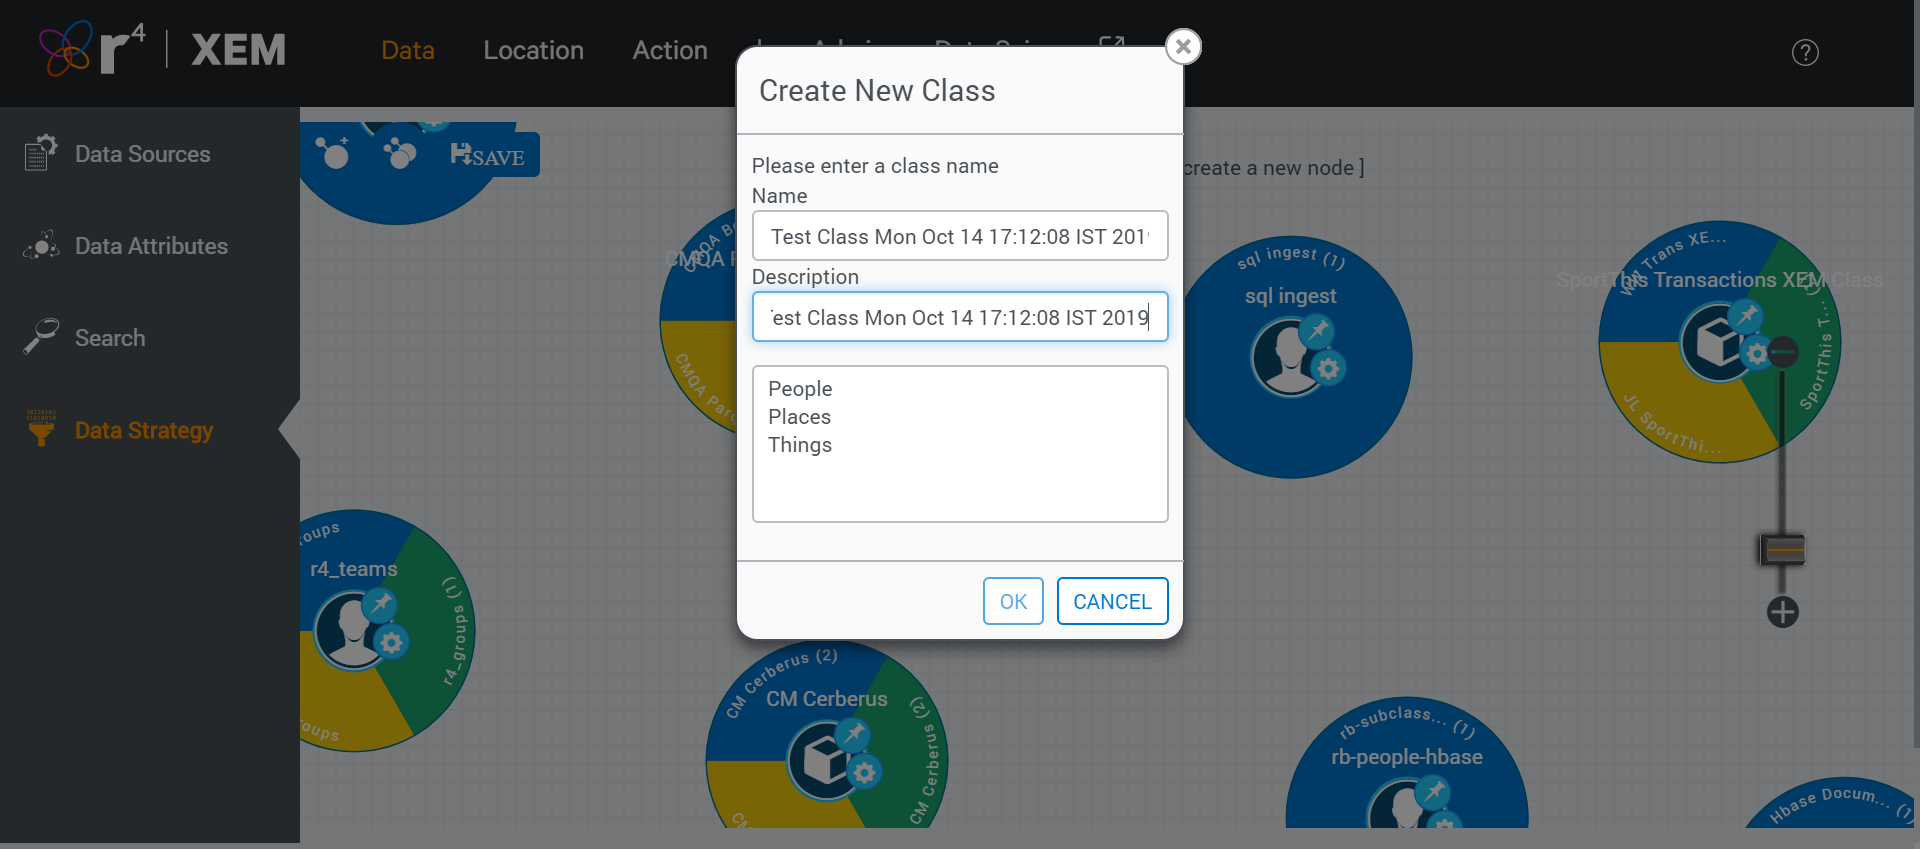 r4 | XEM
Data
Location
Action
Data Sources
Data Attributes
Search
Data Strategy
SAVE
create a new node ]
Create New Class
Please enter a class name
Name
Test Class Mon Oct 14 17:12:08 IST 201
Description
est Class Mon Oct 14 17:12:08 IST 2019
People
Places
Things
OK
CANCEL
CMQA
CMQA
CMQA
sql ingest (1)
sql ingest
WM Trans XE...
SportThis Transactions XEM Class
SportThis T...
JL SportThi...
r4_teams
r4_groups (1)
oups
CM Cerberus (2)
CM Cerberus
CM Cerberus (2)
rb-subclass... (1)
rb-people-hbase
Hbase Docum... (1)